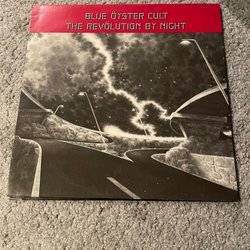 BLUE ÖYSTER CULT
THE REVOLUTION BY NIGHT